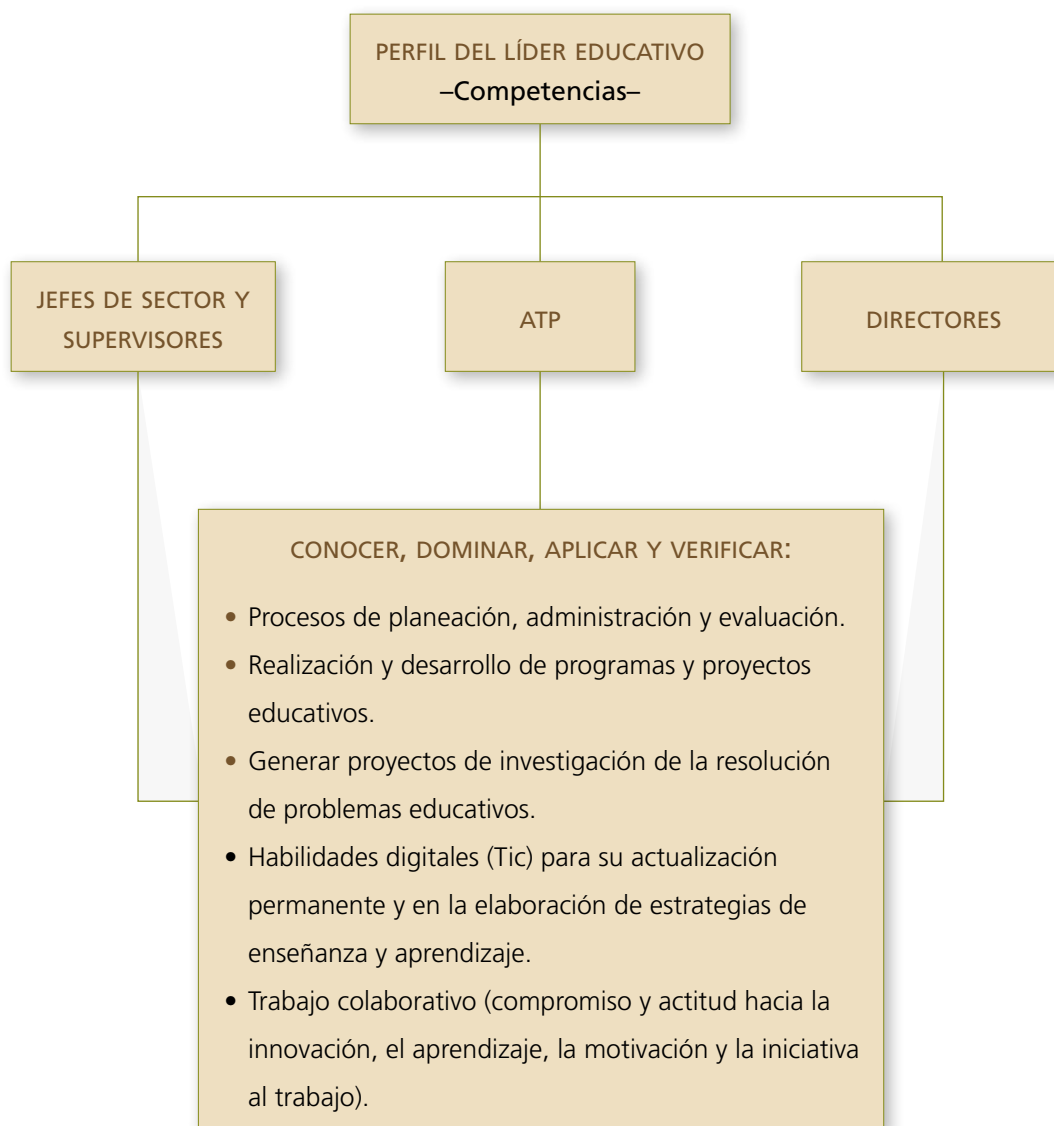 PERFIL DEL LÍDER EDUCATIVO
–Competencias–
JEFES DE SECTOR Y
SUPERVISORES
ATP
DIRECTORES
CONOCER, DOMINAR, APLICAR Y VERIFICAR:
• Procesos de planeación, administración y evaluación.
• Realización y desarrollo de programas y proyectos
educativos.
• Generar proyectos de investigación de la resolución
de problemas educativos.
• Habilidades digitales (Tic) para su actualización
permanente y en la elaboración de estrategias de
enseñanza y aprendizaje.
• Trabajo colaborativo (compromiso y actitud hacia la
innovación, el aprendizaje, la motivación y la iniciativa
al trabajo).